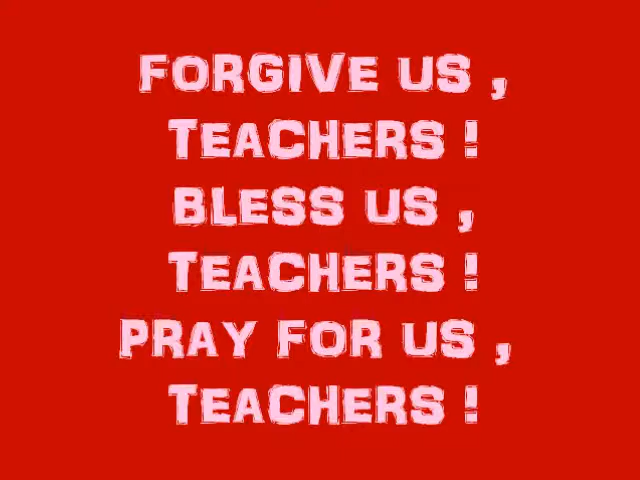 FORGIVE US ,
TEACHERS !
BLESS US ,
TEACHERS !
PRAY FOR US ,
TEACHERS !